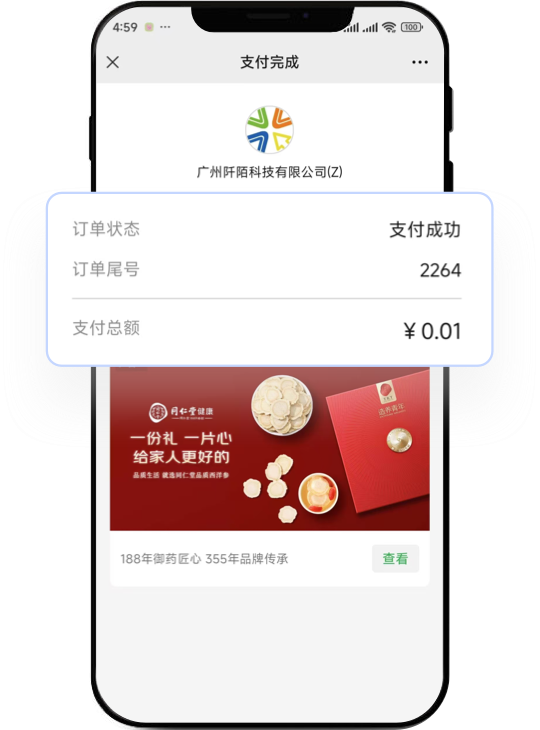 4:59
100
支付完成
广州阡陌科技有限公司(Z)
订单状态 支付成功
订单尾号 2264
支付总额 ¥0.01
同仁堂健康
一份礼 一片心
给家人更好的
品质生活 就选同仁堂品质西洋参
188年御药匠心 355年品牌传承 查看